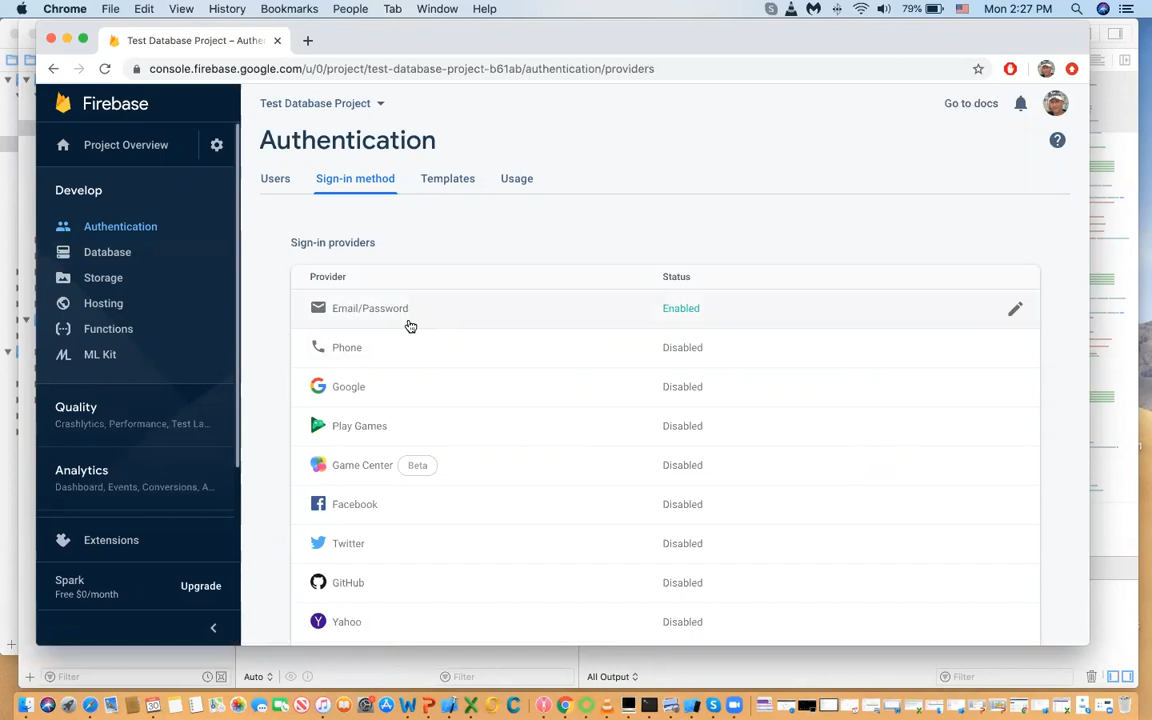 Chrome File Edit View History Bookmarks People Tab Window Help 79% Mon 2:27 PM
Test Database Project – Authe
console.firebase.google.com/u/0/project/test-database-project-b61ab/authentication/providers
Firebase
Test Database Project
Go to docs
Project Overview
Authentication
Users Sign-in method Templates Usage
Develop
Authentication
Database
Storage
Hosting
Functions
ML Kit
Quality
Crashlytics, Performance, Test La...
Analytics
Dashboard, Events, Conversions, A...
Extensions
Spark
Free $0/month
Upgrade
Sign-in providers
Provider Status
Email/Password Enabled
Phone Disabled
Google Disabled
Play Games Disabled
Game Center Beta Disabled
Facebook Disabled
Twitter Disabled
GitHub Disabled
Yahoo Disabled
Filter Auto Filter All Output Filter